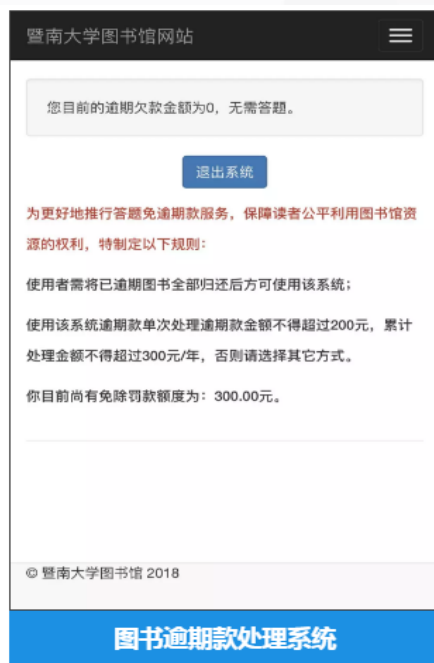 暨南大学图书馆网站
您目前的逾期欠款金额为0，无需答题。
退出系统
为更好地推行答题免逾期款服务，保障读者公平利用图书馆资
源的权利，特制定以下规则：
使用者需将已逾期图书全部归还后方可使用该系统；
使用该系统逾期款单次处理逾期款金额不得超过200元，累计
处理金额不得超过300元/年，否则请选择其它方式。
你目前尚有免除罚款额度为：300.00元。
© 暨南大学图书馆 2018
图书逾期款处理系统